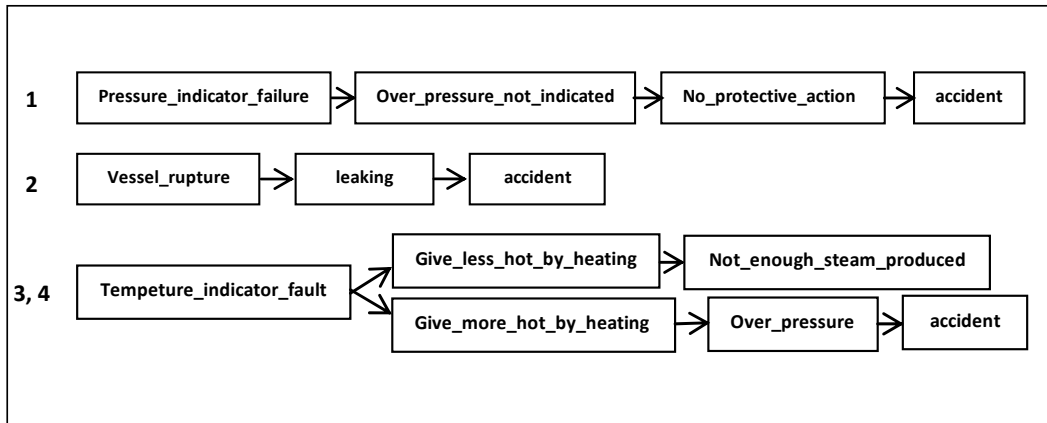 1 Pressure_indicator_failure Over_pressure_not_indicated No_protective_action accident
2 Vessel_rupture leaking accident
Give_less_hot_by_heating Not_enough_steam_produced
3, 4 Tempeture_indicator_fault
Give_more_hot_by_heating Over_pressure accident